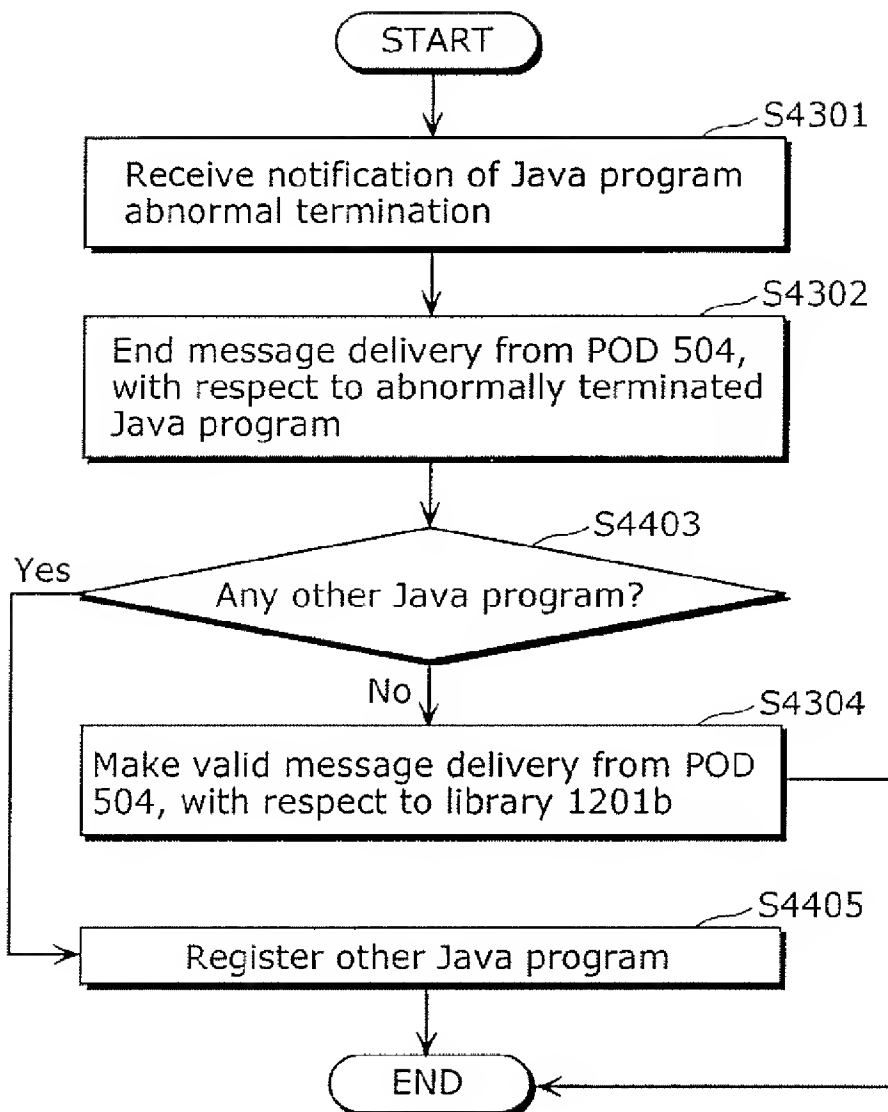 START
S4301
Receive notification of Java program
abnormal termination
S4302
End message delivery from POD 504,
with respect to abnormally terminated
Java program
S4403
Yes
Any other Java program?
No
S4304
Make valid message delivery from POD
504, with respect to library 1201b
S4405
Register other Java program
END